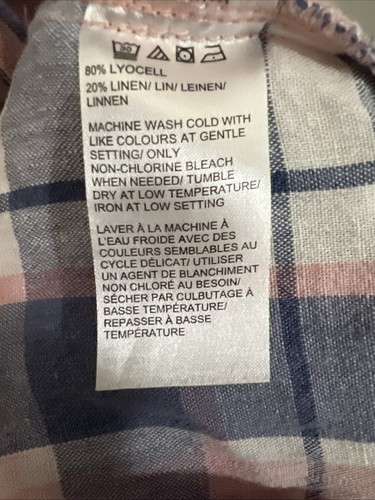 80% LYOCELL
20% LINEN/ LIN/ LEINEN/
LINNEN
MACHINE WASH COLD WITH
LIKE COLOURS AT GENTLE
SETTING/ ONLY
NON-CHLORINE BLEACH
WHEN NEEDED/ TUMBLE
DRY AT LOW TEMPERATURE/
IRON AT LOW SETTING
LAVER À LA MACHINE À
L'EAU FROIDE AVEC DES
COULEURS SEMBLABLES AU
CYCLE DÉLICAT/ UTILISER
UN AGENT DE BLANCHIMENT
NON CHLORÉ AU BESOIN/
SÉCHER PAR CULBUTAGE À
BASSE TEMPÉRATURE/
REPASSER À BASSE
TEMPÉRATURE